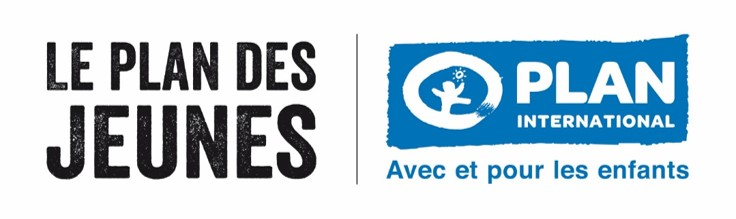 LE PLAN DES
JEUNES
PLAN
INTERNATIONAL
Avec et pour les enfants